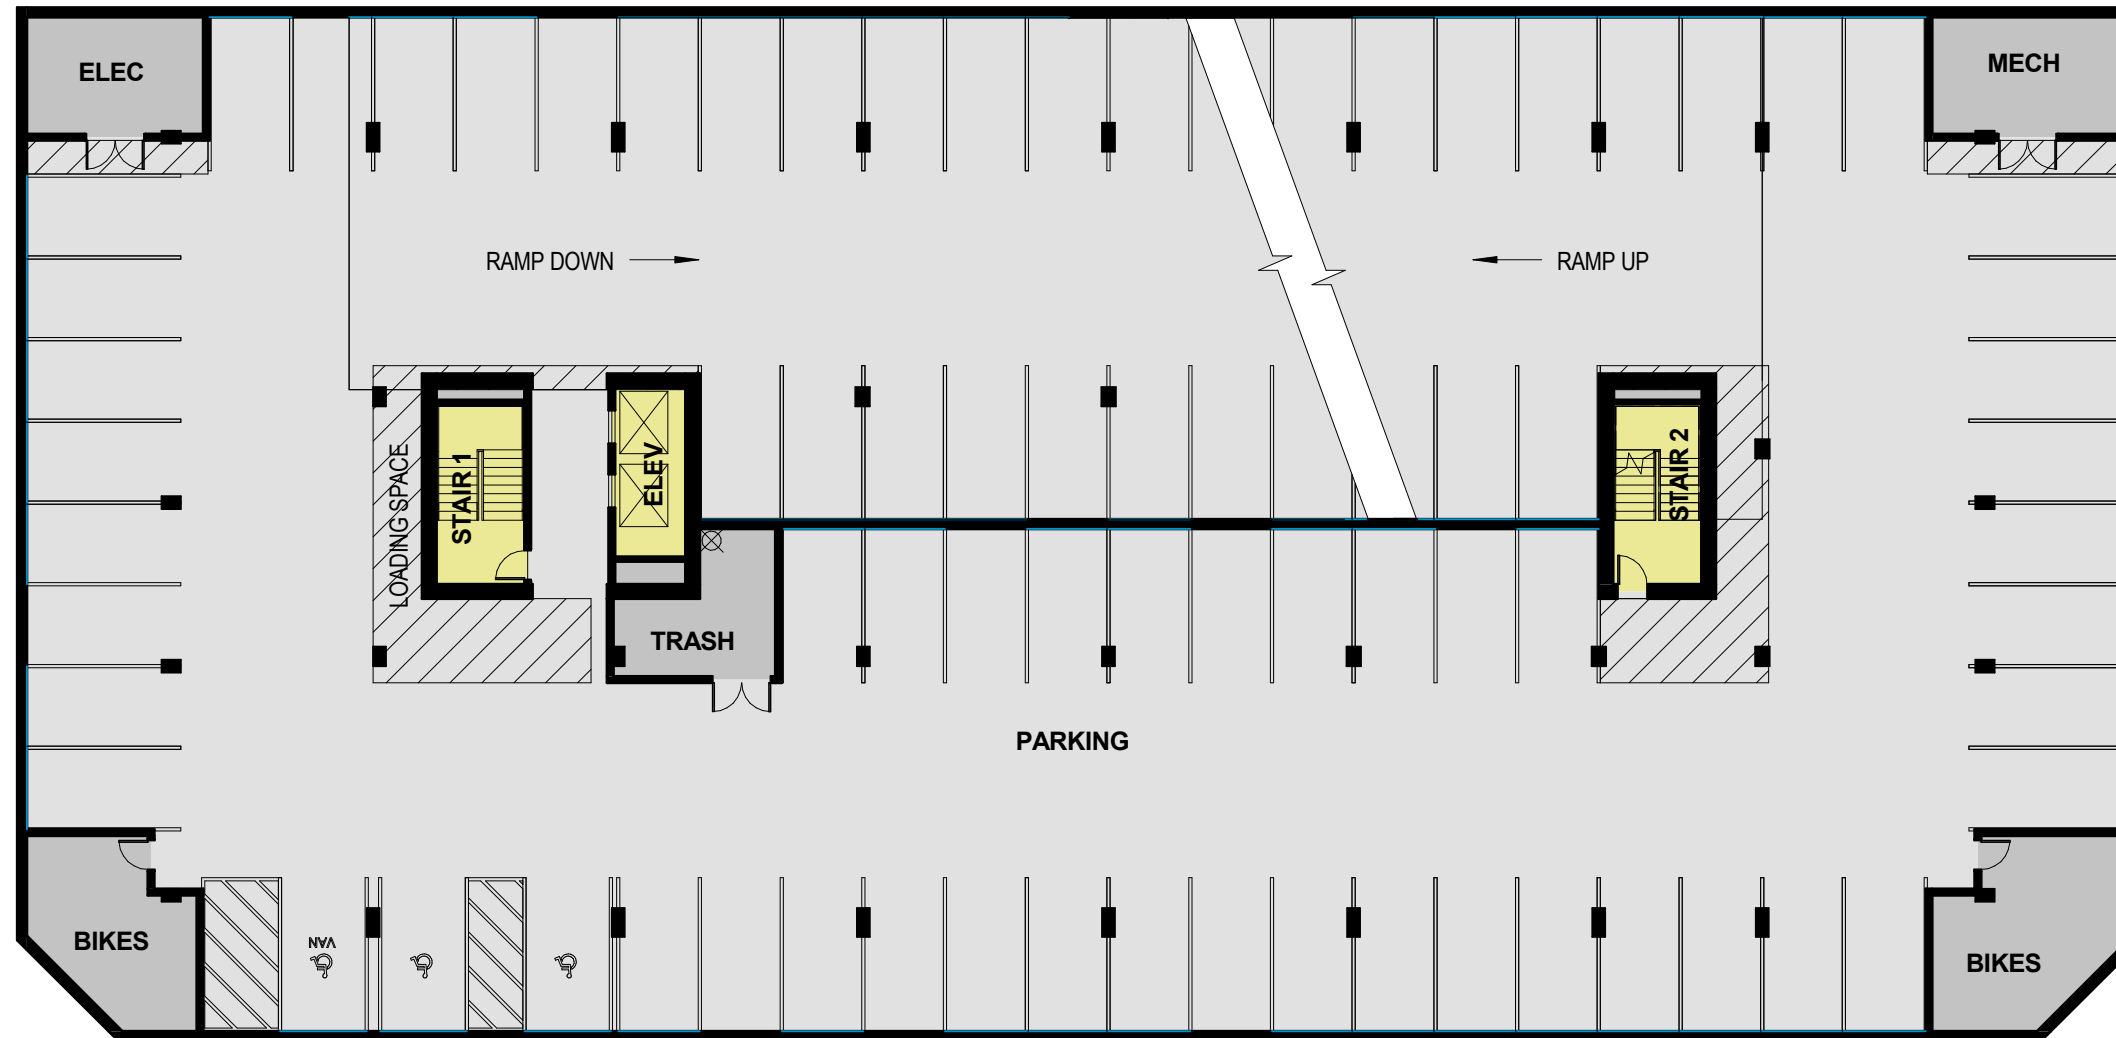 ELEC
MECH
RAMP DOWN
RAMP UP
LOADING SPACE
STAIR 1
ELEV
STAIR 2
TRASH
PARKING
BIKES
VAN
BIKES